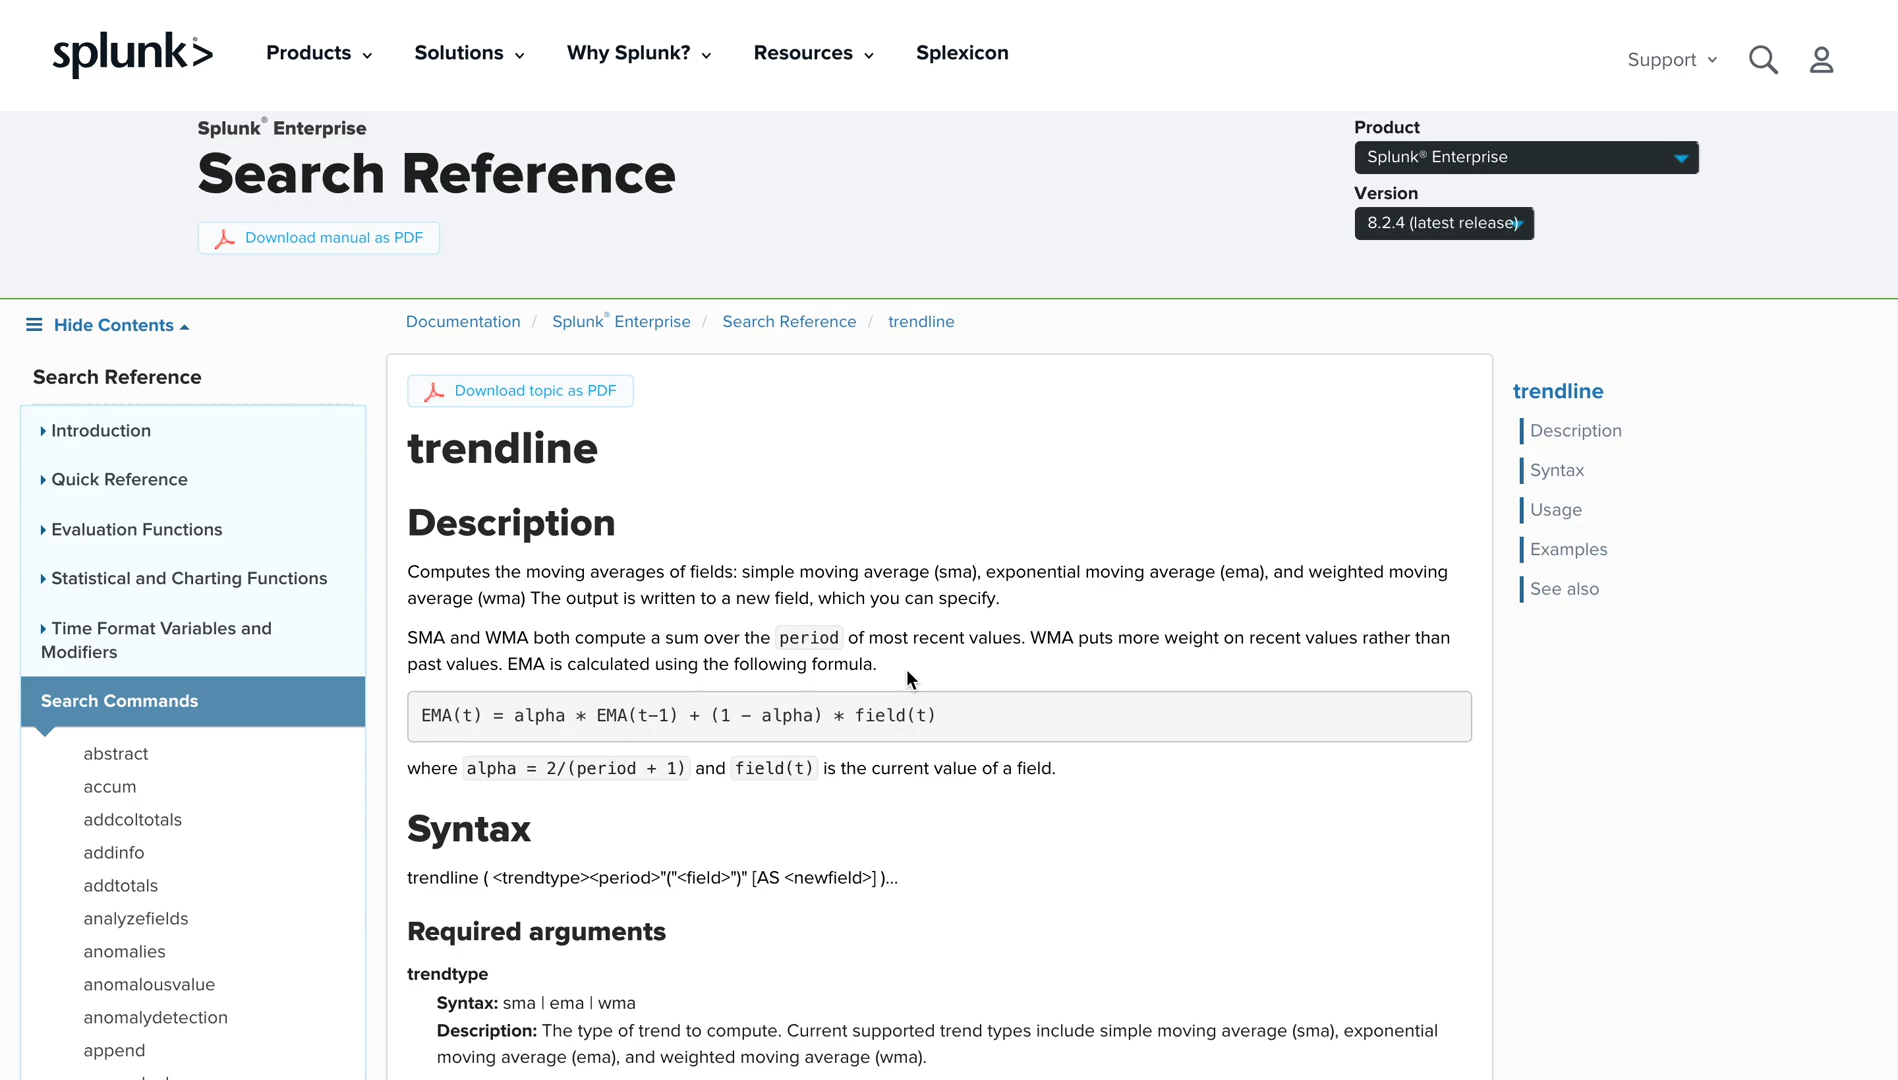 splunk>
Products
Solutions
Why Splunk?
Resources
Splexicon
Support
Splunk® Enterprise
Search Reference
Download manual as PDF
Product
Splunk® Enterprise
Version
8.2.4 (latest release)
Hide Contents
Documentation / Splunk® Enterprise / Search Reference / trendline
Search Reference
Introduction
Quick Reference
Evaluation Functions
Statistical and Charting Functions
Time Format Variables and
Modifiers
Search Commands
abstract
accum
addcoltotals
addinfo
addtotals
analyzefields
anomalies
anomalousvalue
anomalydetection
append
Download topic as PDF
trendline
Description
Computes the moving averages of fields: simple moving average (sma), exponential moving average (ema), and weighted moving
average (wma) The output is written to a new field, which you can specify.
SMA and WMA both compute a sum over the period of most recent values. WMA puts more weight on recent values rather than
past values. EMA is calculated using the following formula.
EMA(t) = alpha * EMA(t-1) + (1 - alpha) * field(t)
where alpha = 2/(period + 1) and field(t) is the current value of a field.
Syntax
trendline ( <trendtype><period>"("<field>")" [AS <newfield>] )...
Required arguments
trendtype
Syntax: sma | ema | wma
Description: The type of trend to compute. Current supported trend types include simple moving average (sma), exponential
moving average (ema), and weighted moving average (wma).
trendline
Description
Syntax
Usage
Examples
See also